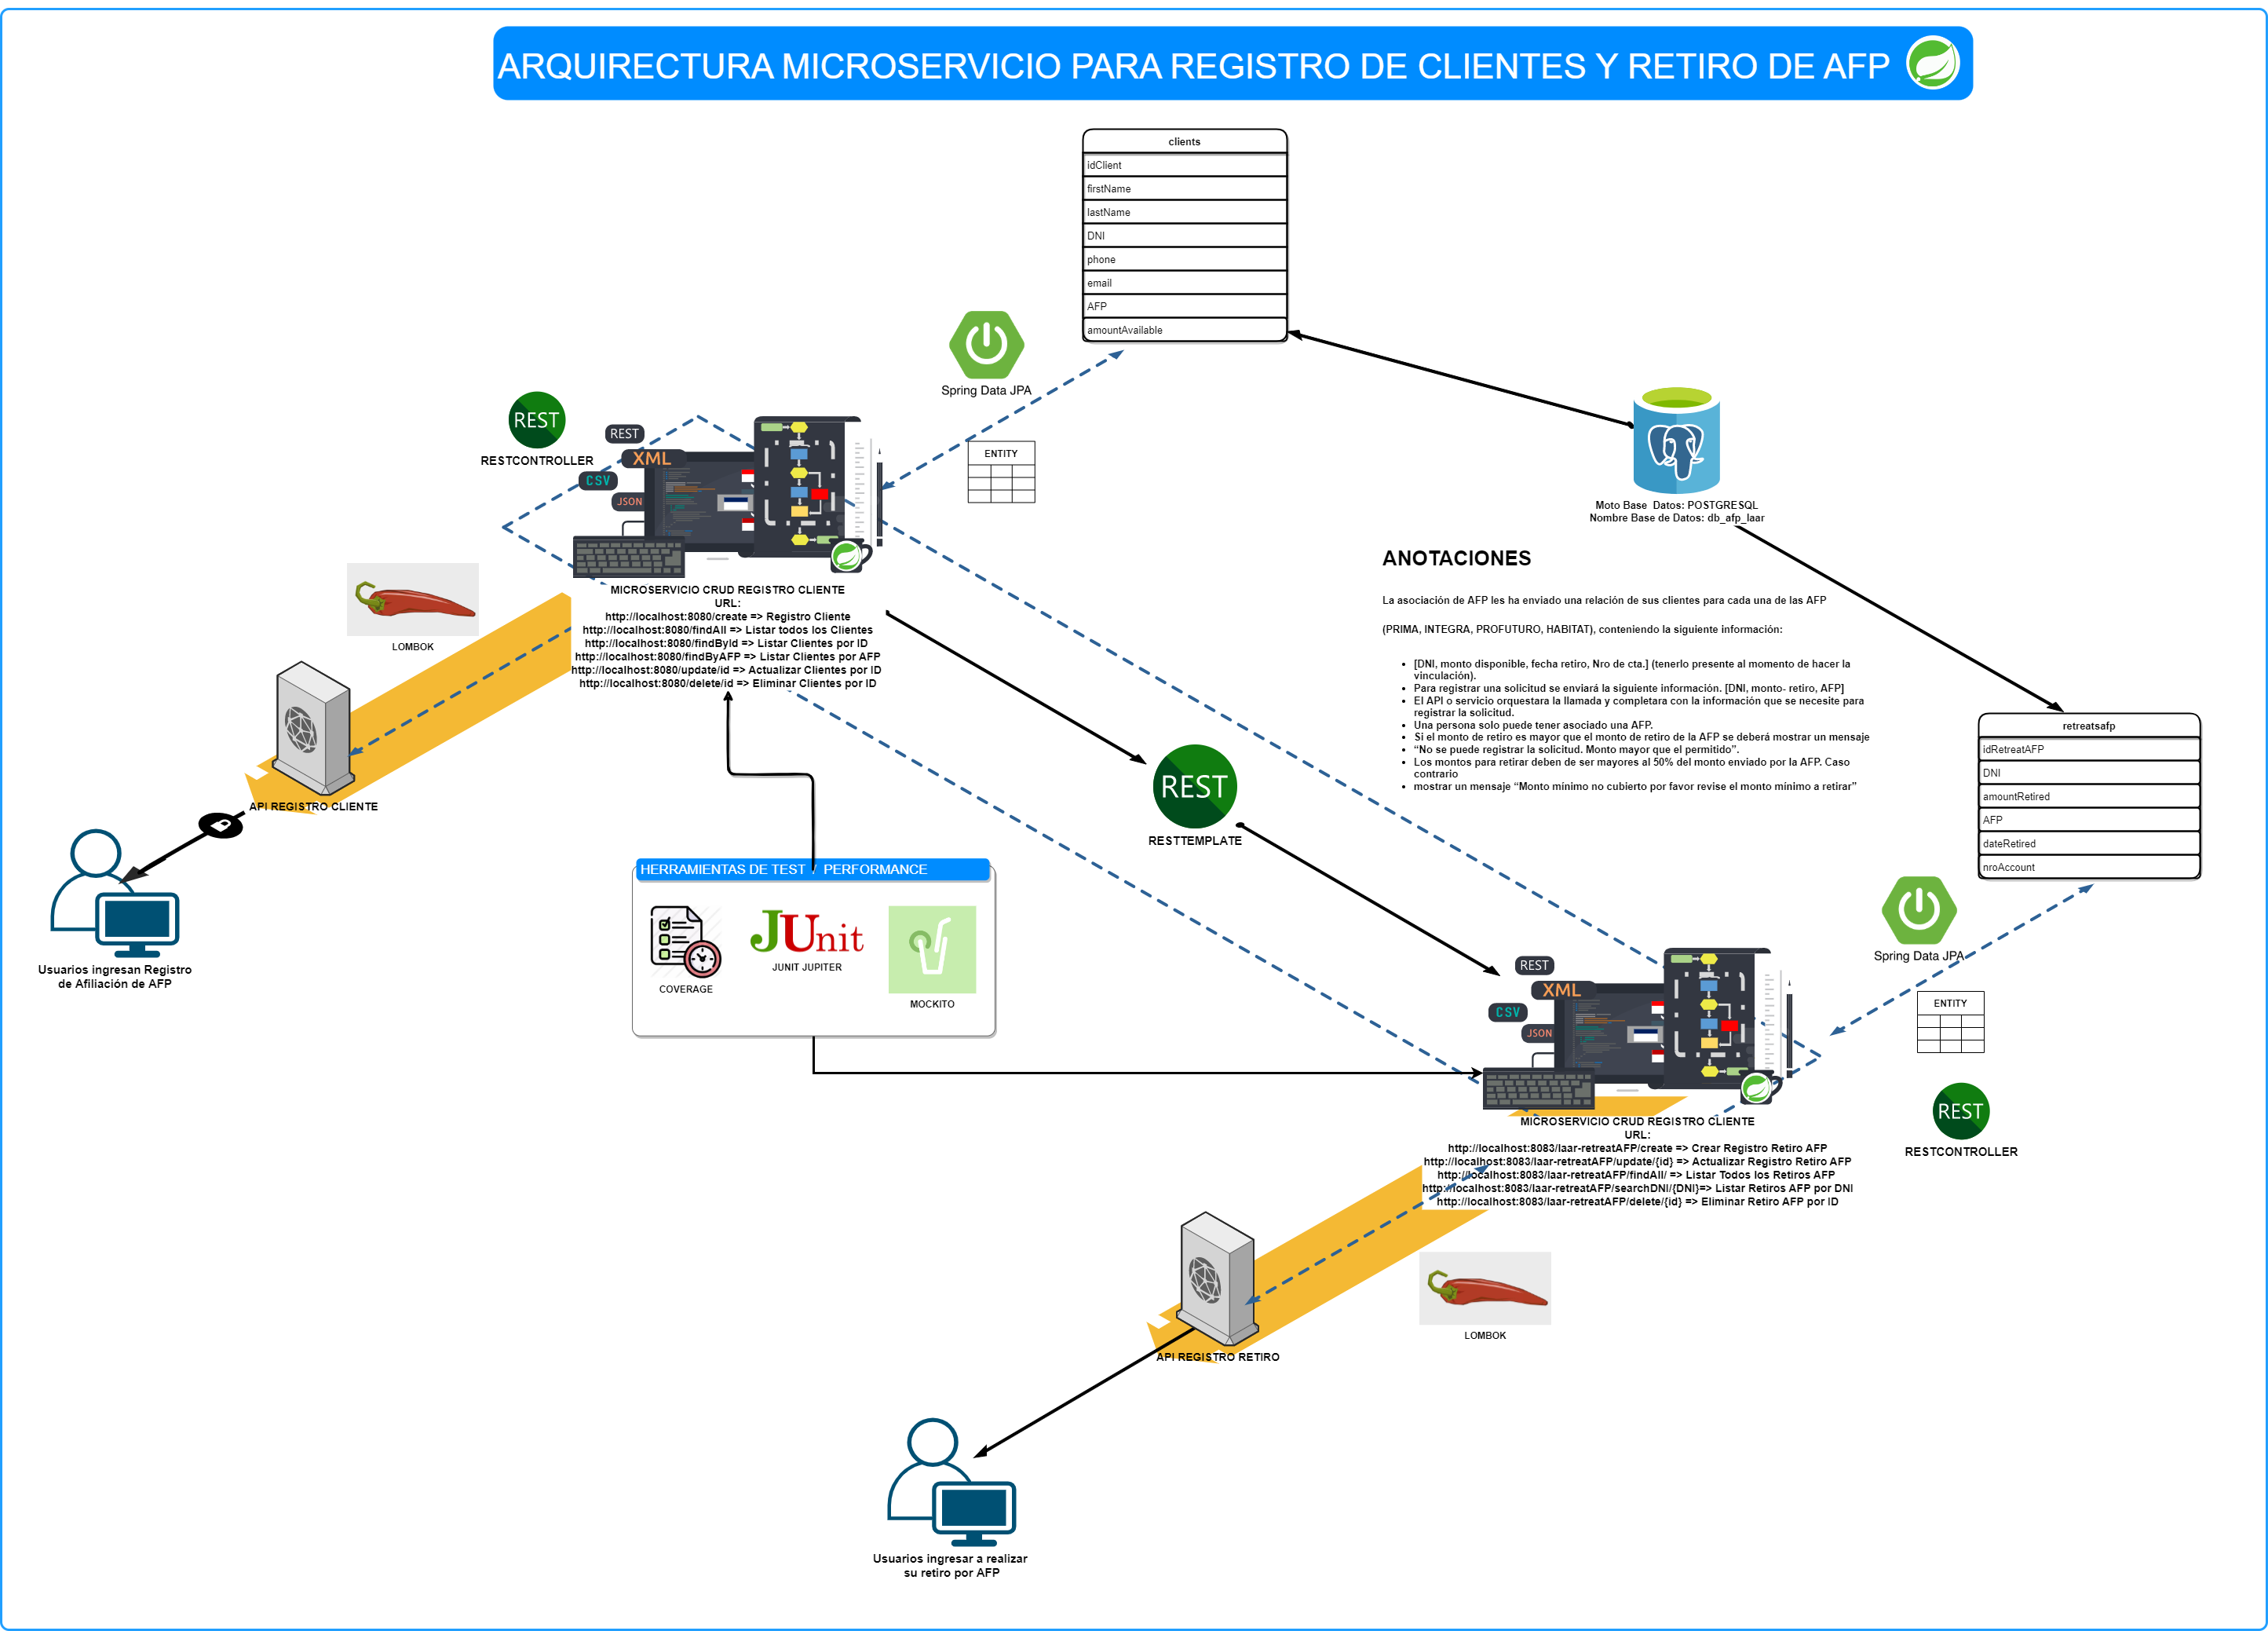 ARQUIRECTURA MICROSERVICIO PARA REGISTRO DE CLIENTES Y RETIRO DE AFP
clients
idClient
firstName
lastName
DNI
phone
email
AFP
amountAvailable
Spring Data JPA
ENTITY
REST
RESTCONTROLLER
REST
XML
CSV
JSON
MICROSERVICIO CRUD REGISTRO CLIENTE
URL:
http://localhost:8080/create => Registro Cliente
http://localhost:8080/findAll => Listar todos los Clientes
http://localhost:8080/findById => Listar Clientes por ID
http://localhost:8080/findByAFP => Listar Clientes por AFP
http://localhost:8080/update/id => Actualizar Clientes por ID
http://localhost:8080/delete/id => Eliminar Clientes por ID
Moto Base Datos: POSTGRESQL
Nombre Base de Datos: db_afp_laar
ANOTACIONES
La asociación de AFP les ha enviado una relación de sus clientes para cada una de las AFP
(PRIMA, INTEGRA, PROFUTURO, HABITAT), conteniendo la siguiente información:
• [DNI, monto disponible, fecha retiro, Nro de cta.] (tenerlo presente al momento de hacer la
vinculación).
• Para registrar una solicitud se enviará la siguiente información. [DNI, monto- retiro, AFP]
• El API o servicio orquestara la llamada y completara con la información que se necesite para
registrar la solicitud.
• Una persona solo puede tener asociado una AFP.
• Si el monto de retiro es mayor que el monto de retiro de la AFP se deberá mostrar un mensaje
• “No se puede registrar la solicitud. Monto mayor que el permitido”.
• Los montos para retirar deben de ser mayores al 50% del monto enviado por la AFP. Caso
contrario
• mostrar un mensaje “Monto mínimo no cubierto por favor revise el monto mínimo a retirar”
LOMBOK
API REGISTRO CLIENTE
Usuarios ingresan Registro
de Afiliación de AFP
REST
RESTTEMPLATE
retreatsafp
idRetreatAFP
DNI
amountRetired
AFP
dateRetired
nroAccount
HERRAMIENTAS DE TEST / PERFORMANCE
COVERAGE
JUnit
JUNIT JUPITER
MOCKITO
Spring Data JPA
ENTITY
REST
RESTCONTROLLER
REST
XML
CSV
JSON
MICROSERVICIO CRUD REGISTRO CLIENTE
URL:
http://localhost:8083/laar-retreatAFP/create => Crear Registro Retiro AFP
http://localhost:8083/laar-retreatAFP/update/{id} => Actualizar Registro Retiro AFP
http://localhost:8083/laar-retreatAFP/findAll/ => Listar Todos los Retiros AFP
http://localhost:8083/laar-retreatAFP/searchDNI/{DNI}=> Listar Retiros AFP por DNI
http://localhost:8083/laar-retreatAFP/delete/{id} => Eliminar Retiro AFP por ID
LOMBOK
API REGISTRO RETIRO
Usuarios ingresar a realizar
su retiro por AFP